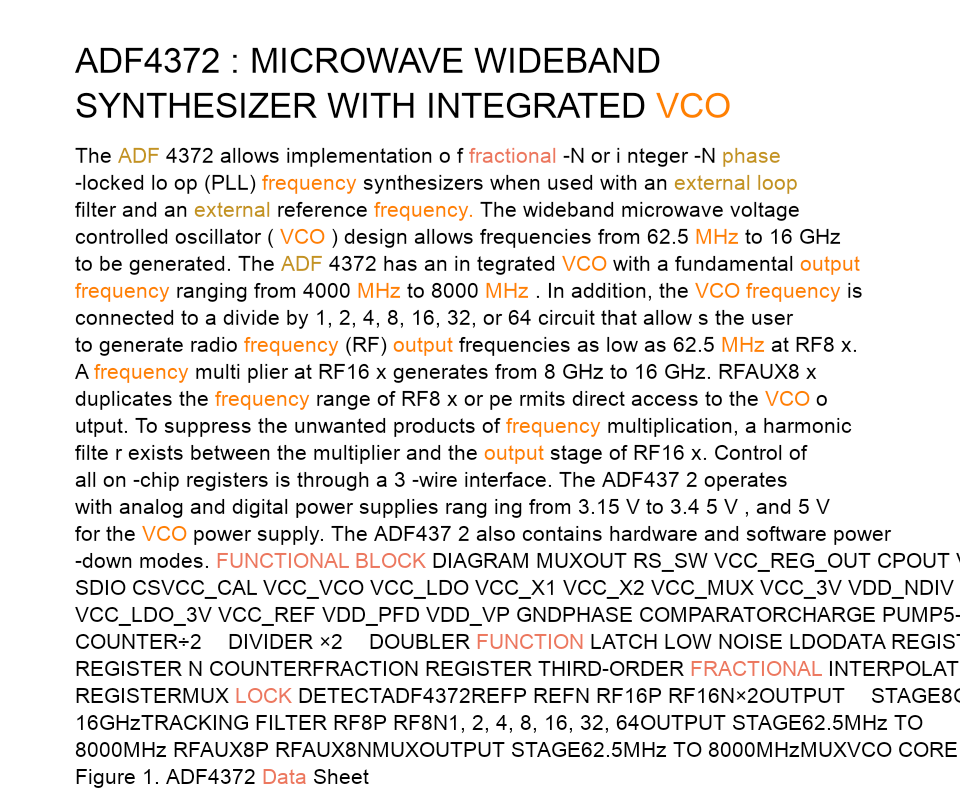 ADF4372 : MICROWAVE WIDEBAND
SYNTHESIZER WITH INTEGRATED VCO
The ADF 4372 allows implementation o f fractional -N or i nteger -N phase
-locked lo op (PLL) frequency synthesizers when used with an external loop
filter and an external reference frequency. The wideband microwave voltage
controlled oscillator ( VCO ) design allows frequencies from 62.5 MHz to 16 GHz
to be generated. The ADF 4372 has an in tegrated VCO with a fundamental output
frequency ranging from 4000 MHz to 8000 MHz . In addition, the VCO frequency is
connected to a divide by 1, 2, 4, 8, 16, 32, or 64 circuit that allow s the user
to generate radio frequency (RF) output frequencies as low as 62.5 MHz at RF8 x.
A frequency multi plier at RF16 x generates from 8 GHz to 16 GHz. RFAUX8 x
duplicates the frequency range of RF8 x or pe rmits direct access to the VCO o
utput. To suppress the unwanted products of frequency multiplication, a harmonic
filte r exists between the multiplier and the output stage of RF16 x. Control of
all on -chip registers is through a 3 -wire interface. The ADF437 2 operates
with analog and digital power supplies rang ing from 3.15 V to 3.4 5 V , and 5 V
for the VCO power supply. The ADF437 2 also contains hardware and software power
-down modes. FUNCTIONAL BLOCK DIAGRAM MUXOUT RS_SW VCC_REG_OUT CPOUT
SDIO CSVCC_CAL VCC_VCO VCC_LDO VCC_X1 VCC_X2 VCC_MUX VCC_3V VDD_NDIV
VCC_LDO_3V VCC_REF VDD_PFD VDD_VP GNDPHASE COMPARATORCHARGE PUMP5-
COUNTER÷2 DIVIDER ×2 DOUBLER FUNCTION LATCH LOW NOISE LDODATA REGIST
REGISTER N COUNTERFRACTION REGISTER THIRD-ORDER FRACTIONAL INTERPOLAT
REGISTERMUX LOCK DETECTADF4372REFP REFN RF16P RF16N×2OUTPUT STAGE8G
16GHzTRACKING FILTER RF8P RF8N1, 2, 4, 8, 16, 32, 64OUTPUT STAGE62.5MHz TO
8000MHz RFAUX8P RFAUX8NMUXOUTPUT STAGE62.5MHz TO 8000MHzMUXVCO CORE
Figure 1. ADF4372 Data Sheet